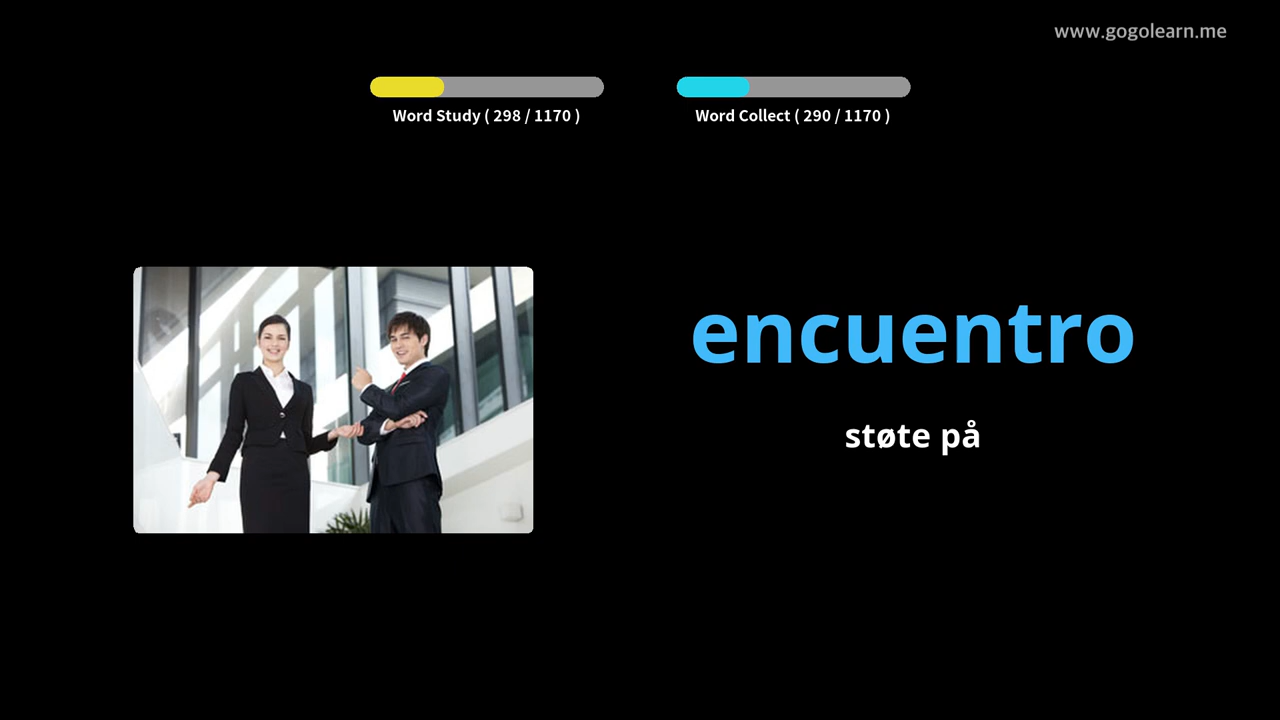 www.gogolearn.me
Word Study ( 298 / 1170 )
Word Collect ( 290 / 1170 )
encuentro
støte på